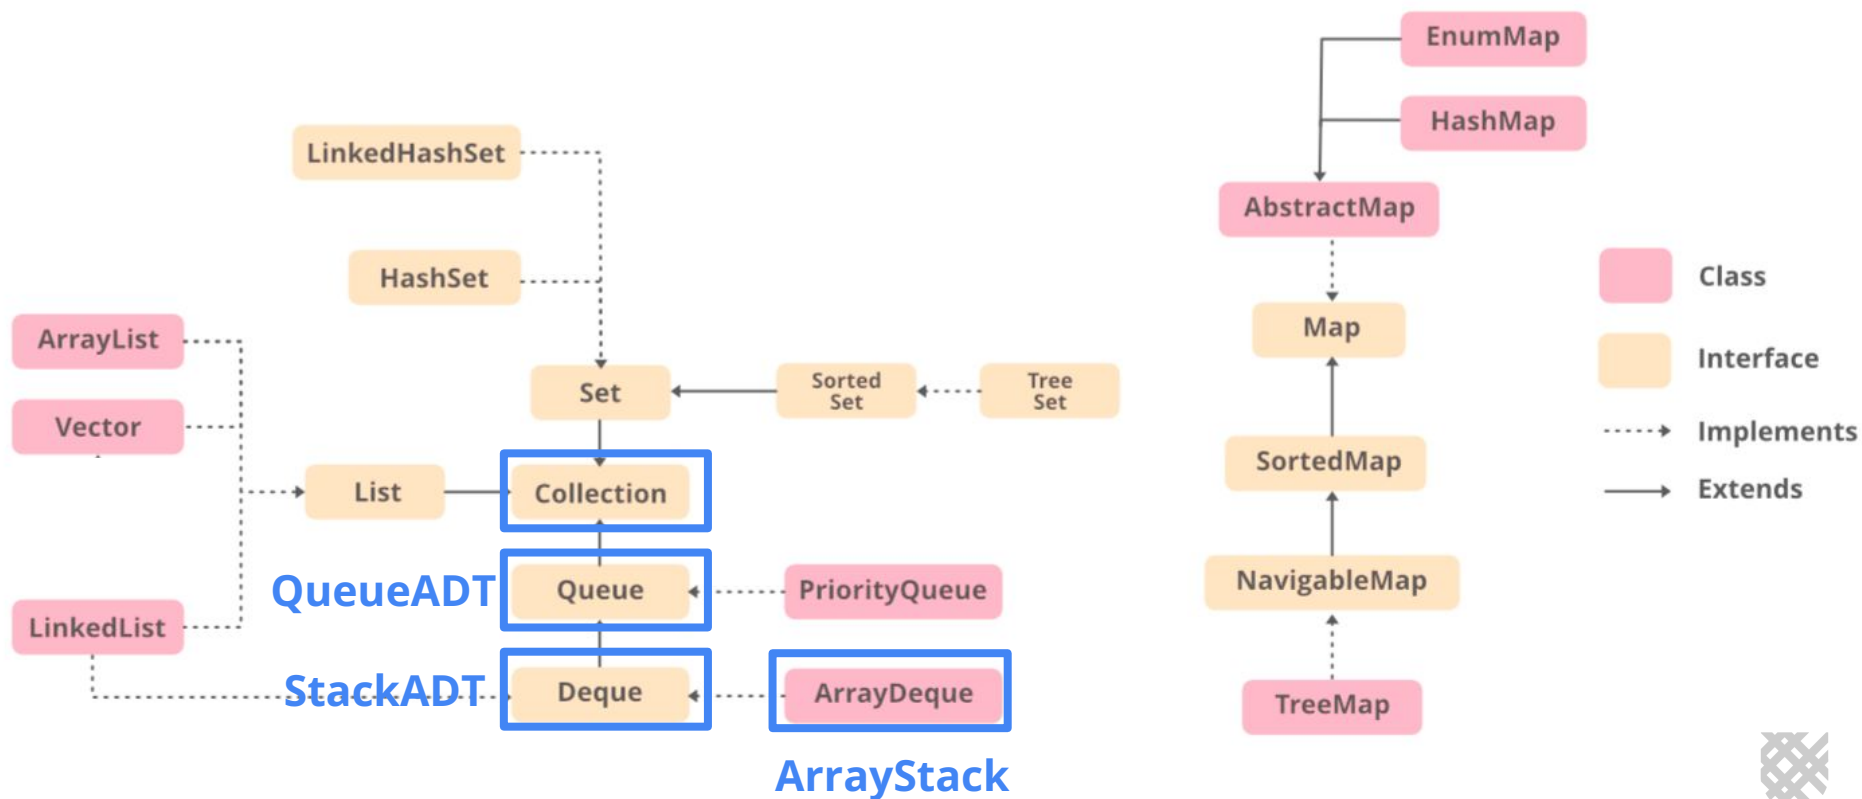 EnumMap
HashMap
LinkedHashSet
AbstractMap
HashSet
Class
ArrayList
Map
Interface
Set
Sorted
Set
Tree
Set
Vector
Implements
SortedMap
List
Collection
Extends
QueueADT
Queue
PriorityQueue
NavigableMap
LinkedList
StackADT
Deque
ArrayDeque
TreeMap
ArrayStack